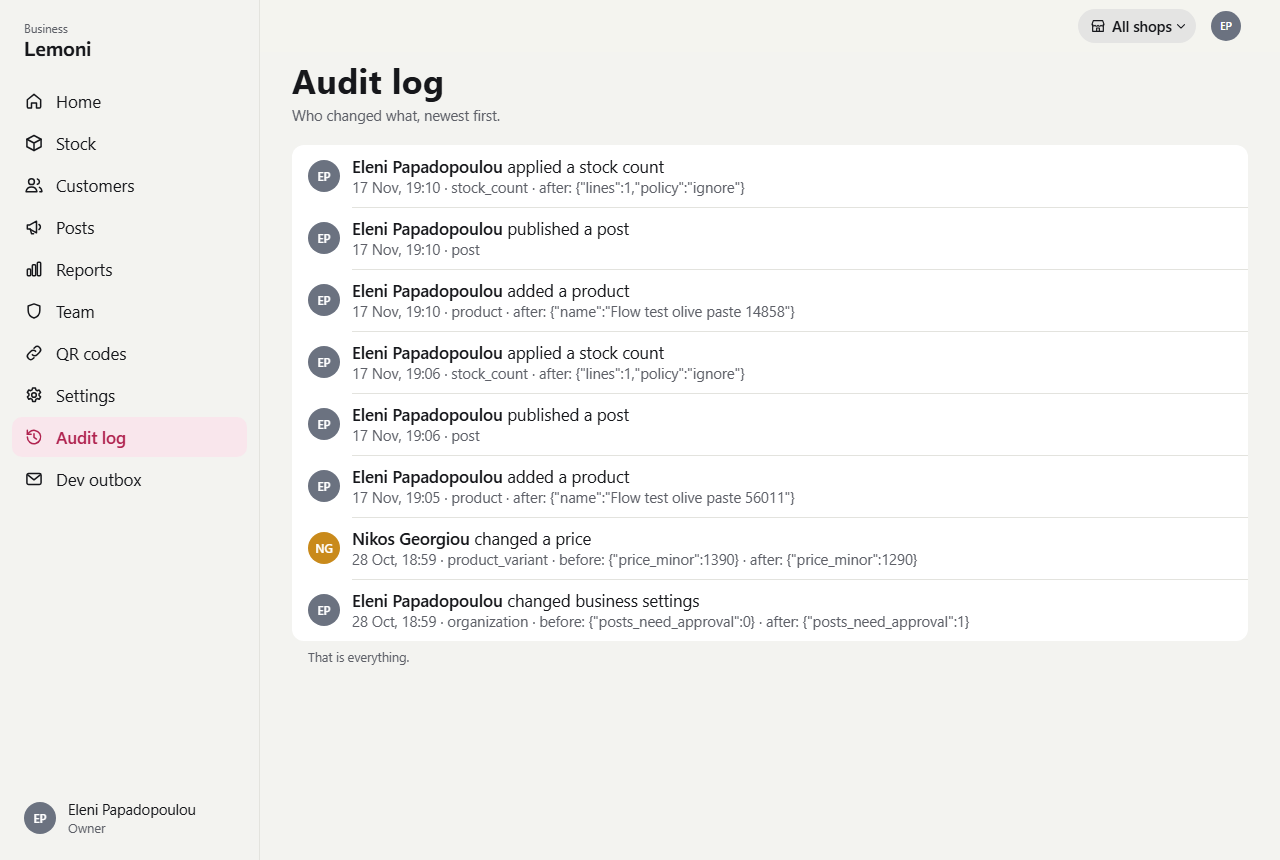 Business
Lemoni
Home
Stock
Customers
Posts
Reports
Team
QR codes
Settings
Audit log
Dev outbox
EP
Eleni Papadopoulou
Owner
All shops
EP
Audit log
Who changed what, newest first.
EP
Eleni Papadopoulou applied a stock count
17 Nov, 19:10 · stock_count · after: {"lines":1,"policy":"ignore"}
EP
Eleni Papadopoulou published a post
17 Nov, 19:10 · post
EP
Eleni Papadopoulou added a product
17 Nov, 19:10 · product · after: {"name":"Flow test olive paste 14858"}
EP
Eleni Papadopoulou applied a stock count
17 Nov, 19:06 · stock_count · after: {"lines":1,"policy":"ignore"}
EP
Eleni Papadopoulou published a post
17 Nov, 19:06 · post
EP
Eleni Papadopoulou added a product
17 Nov, 19:05 · product · after: {"name":"Flow test olive paste 56011"}
NG
Nikos Georgiou changed a price
28 Oct, 18:59 · product_variant · before: {"price_minor":1390} · after: {"price_minor":1290}
EP
Eleni Papadopoulou changed business settings
28 Oct, 18:59 · organization · before: {"posts_need_approval":0} · after: {"posts_need_approval":1}
That is everything.